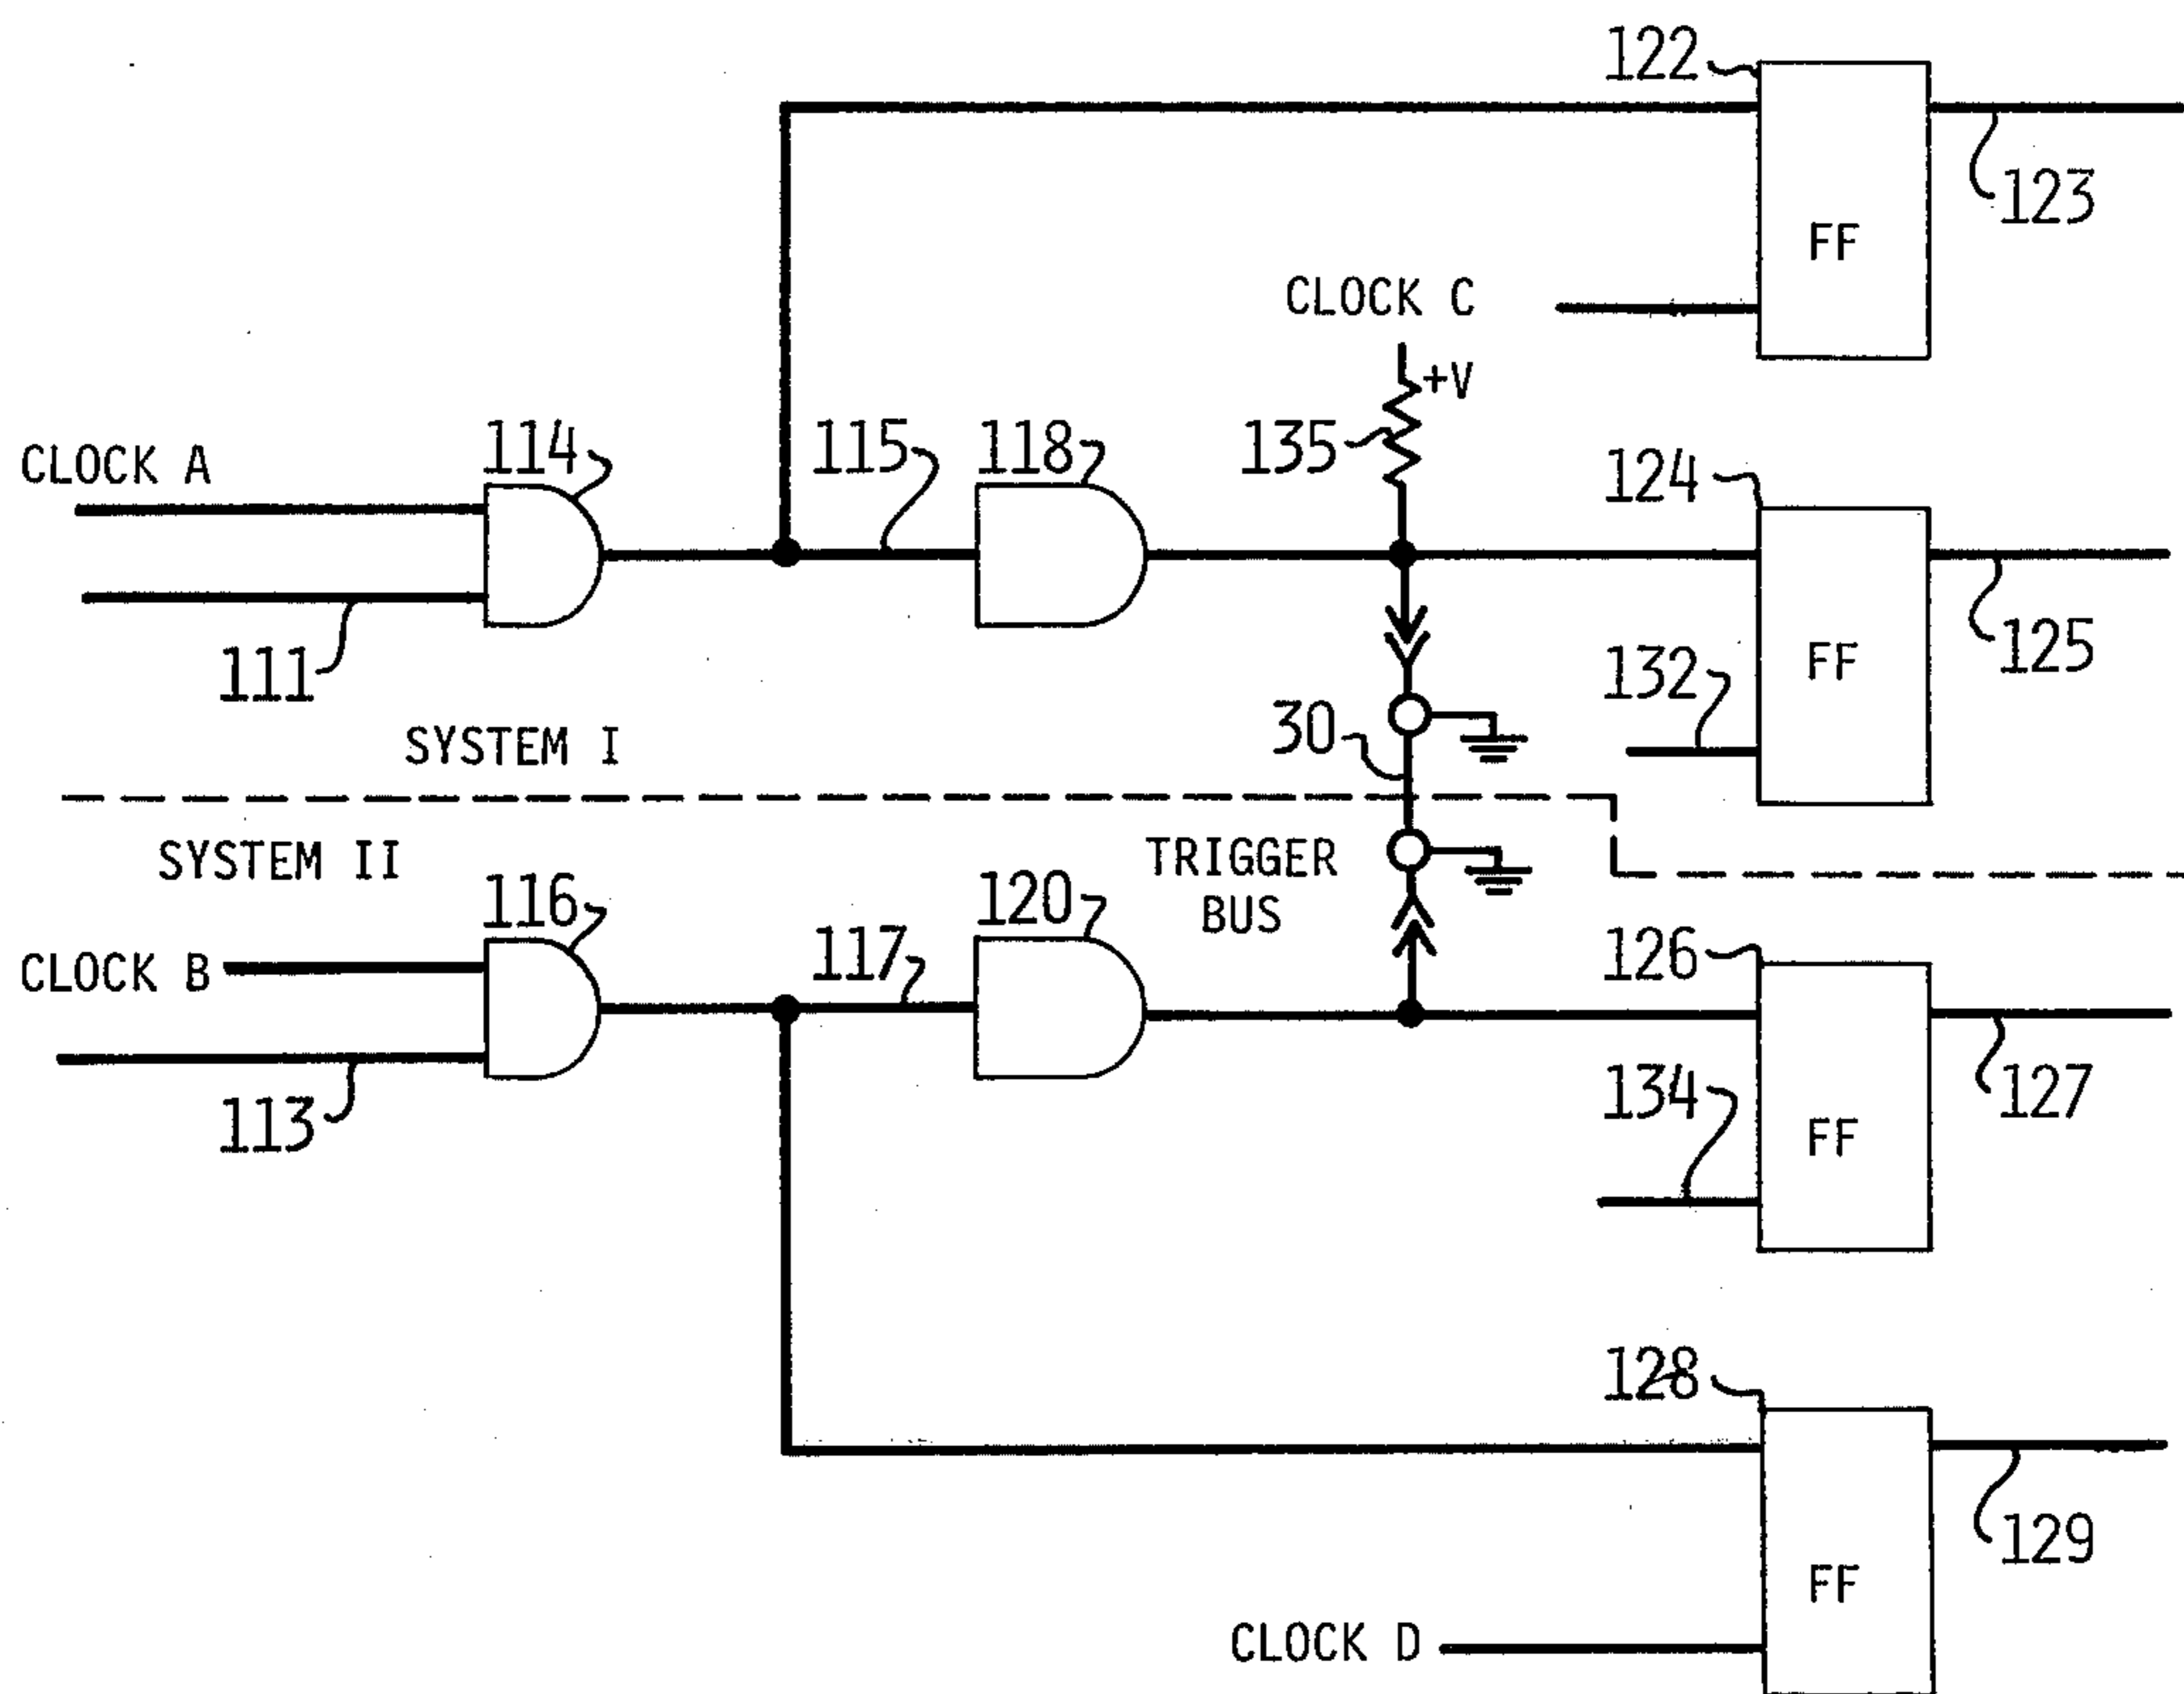 122
123
FF
CLOCK C
+V
CLOCK A
114
115
118
135
124
125
FF
111
132
30
SYSTEM I
SYSTEM II
TRIGGER
BUS
116
120
CLOCK B
117
126
127
113
134
FF
128
129
FF
CLOCK D